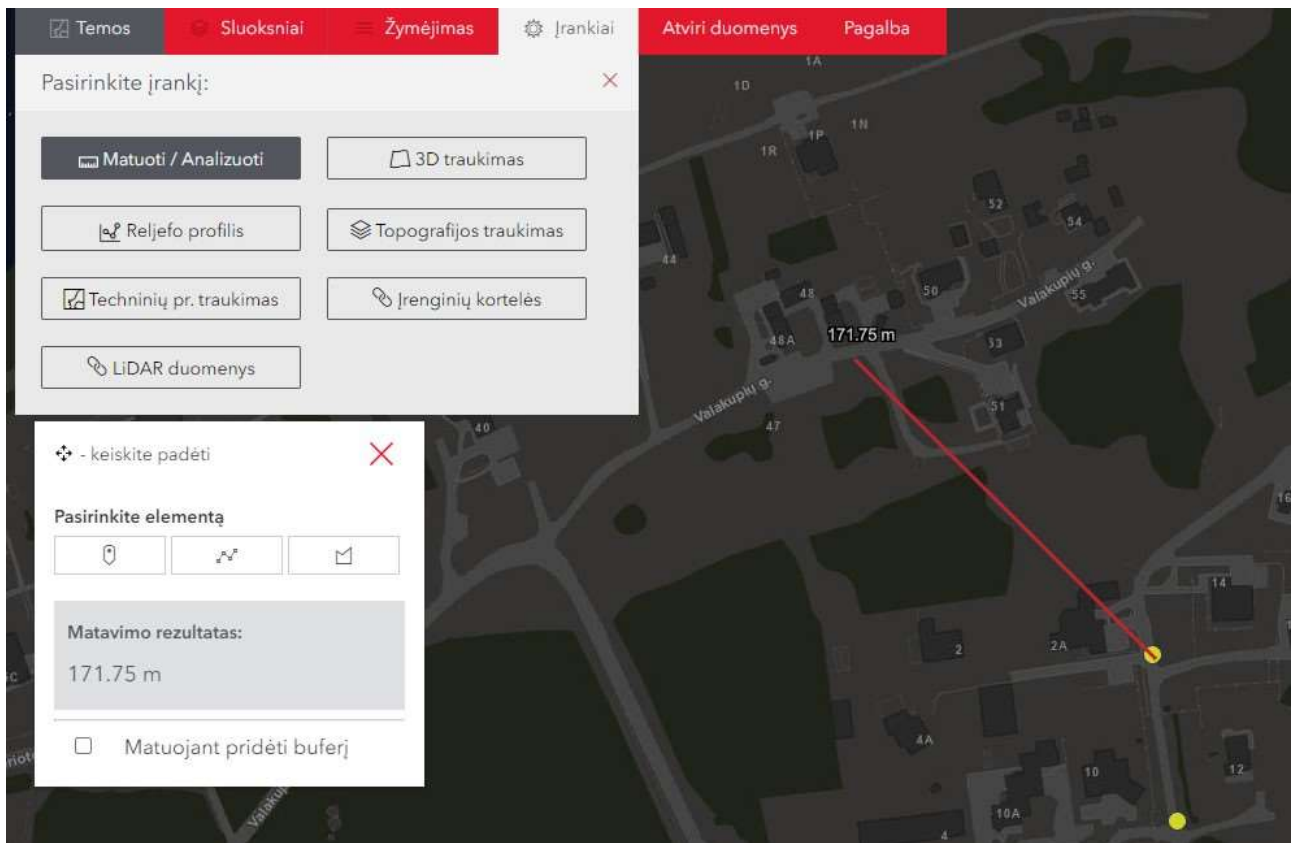 Temos
Sluoksniai
Žymėjimas
Įrankiai
Atviri duomenys
Pagalba
Pasirinkite įrankį:
Matuoti / Analizuoti
3D traukimas
Reljefo profilis
Topografijos traukimas
Techninių pr. traukimas
Įrenginių kortelės
LiDAR duomenys
- keiskite padėti
Pasirinkite elementą
Matavimo rezultatas:
171.75 m
Matuojant pridėti buferį
1A
1D
1N
1P
1R
52
54
44
Valakupių g.
55
48
50
171.75 m
48A
53
Valakupių g.
51
47
40
16
14
2
2A
4A
10
12
10A
4